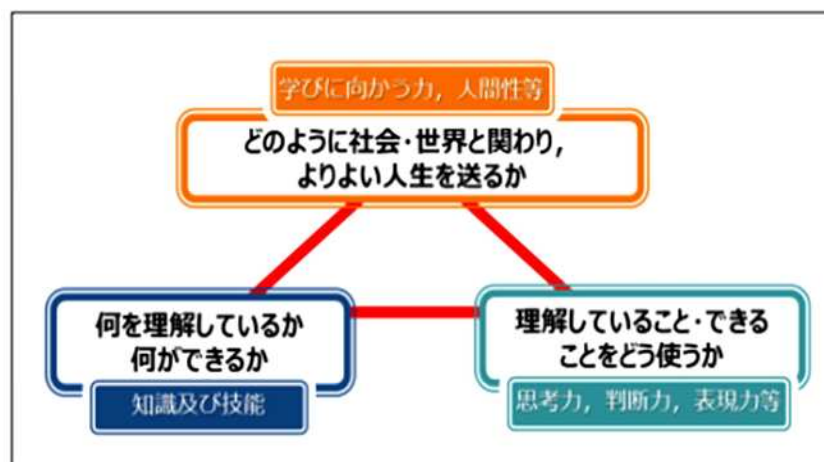 学びに向かう力，人間性等
どのように社会・世界と関わり，
よりよい人生を送るか
何を理解しているか
何ができるか
知識及び技能
理解していること・できる
ことをどう使うか
思考力，判断力，表現力等